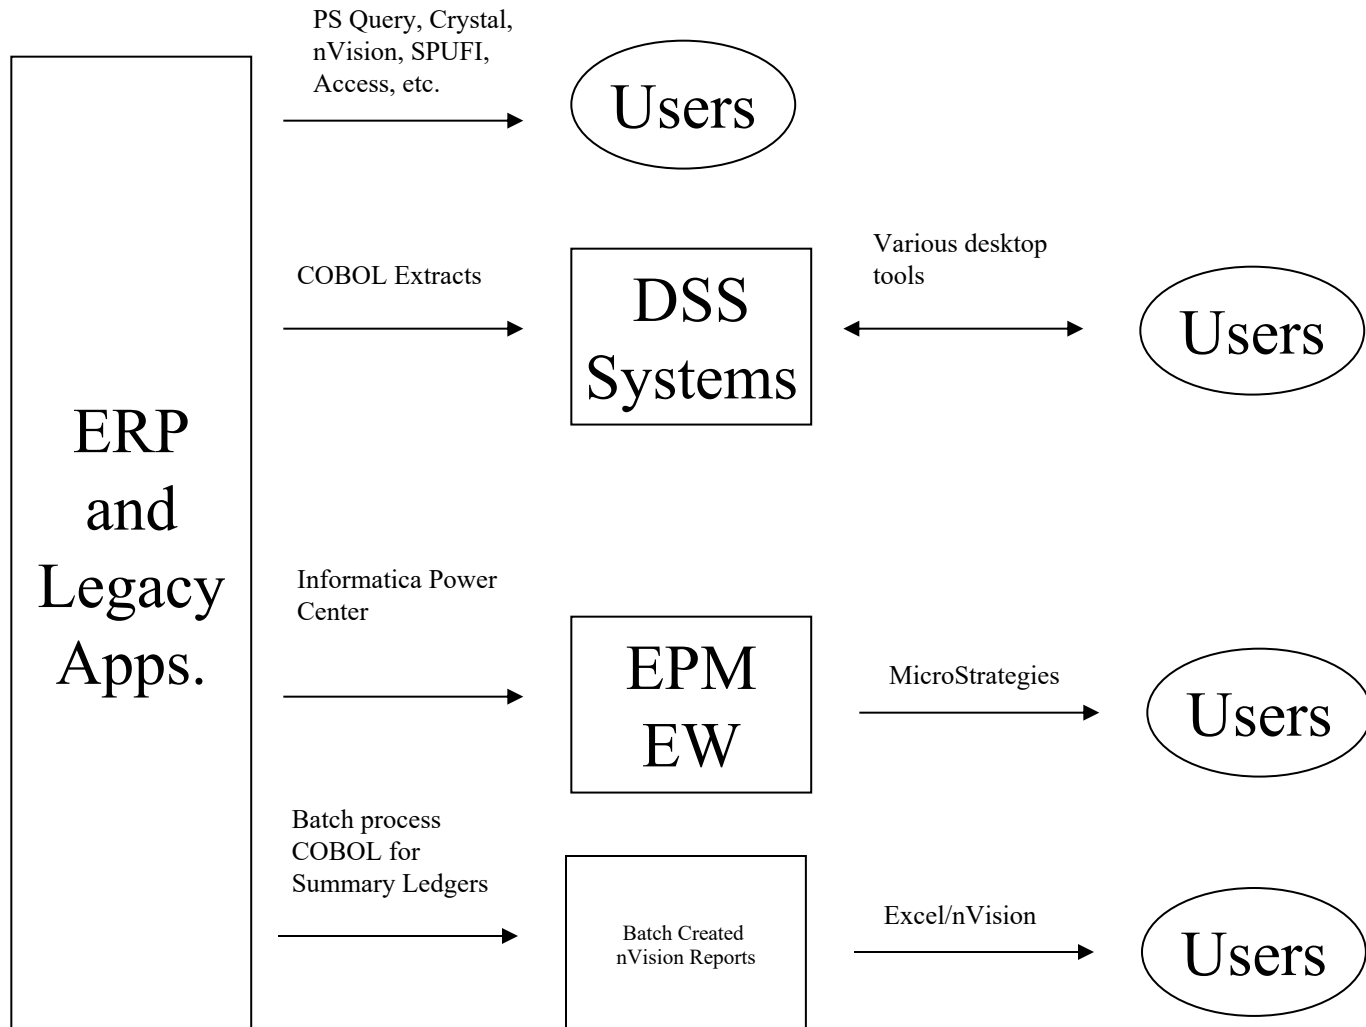 PS Query, Crystal,
nVision, SPUFI,
Access, etc.
Users
COBOL Extracts
DSS
Systems
Various desktop
tools
Users
ERP
and
Legacy
Apps.
Informatica Power
Center
EPM
EW
MicroStrategies
Users
Batch process
COBOL for
Summary Ledgers
Batch Created
nVision Reports
Excel/nVision
Users